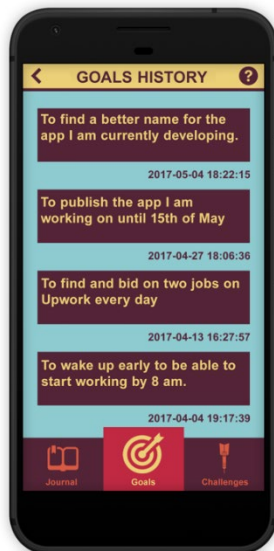 GOALS HISTORY ?
To find a better name for the
app I am currently developing.
2017-05-04 18:22:15
To publish the app I am
working on until 15th of May
2017-04-27 18:06:36
To find and bid on two jobs on
Upwork every day
2017-04-13 16:27:57
To wake up early to be able to
start working by 8 am.
2017-04-04 19:17:39
Journal Goals Challenges